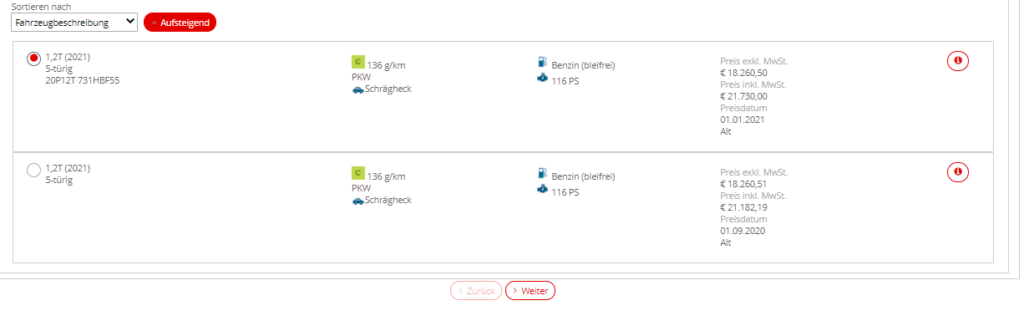 Sortieren nach
Fahrzeugbeschreibung
Aufsteigend
1,2T (2021)
5-türig
20P12T 731HBF55
C 136 g/km
PKW
Schrägheck
Benzin (bleifrei)
116 PS
Preis exkl. MwSt.
€ 18.260,50
Preis inkl. MwSt.
€ 21.730,00
Preisdatum
01.01.2021
Alt
1,2T (2021)
5-türig
C 136 g/km
PKW
Schrägheck
Benzin (bleifrei)
116 PS
Preis exkl. MwSt.
€ 18.260,51
Preis inkl. MwSt.
€ 21.182,19
Preisdatum
01.09.2020
Alt
< Zurück
> Weiter